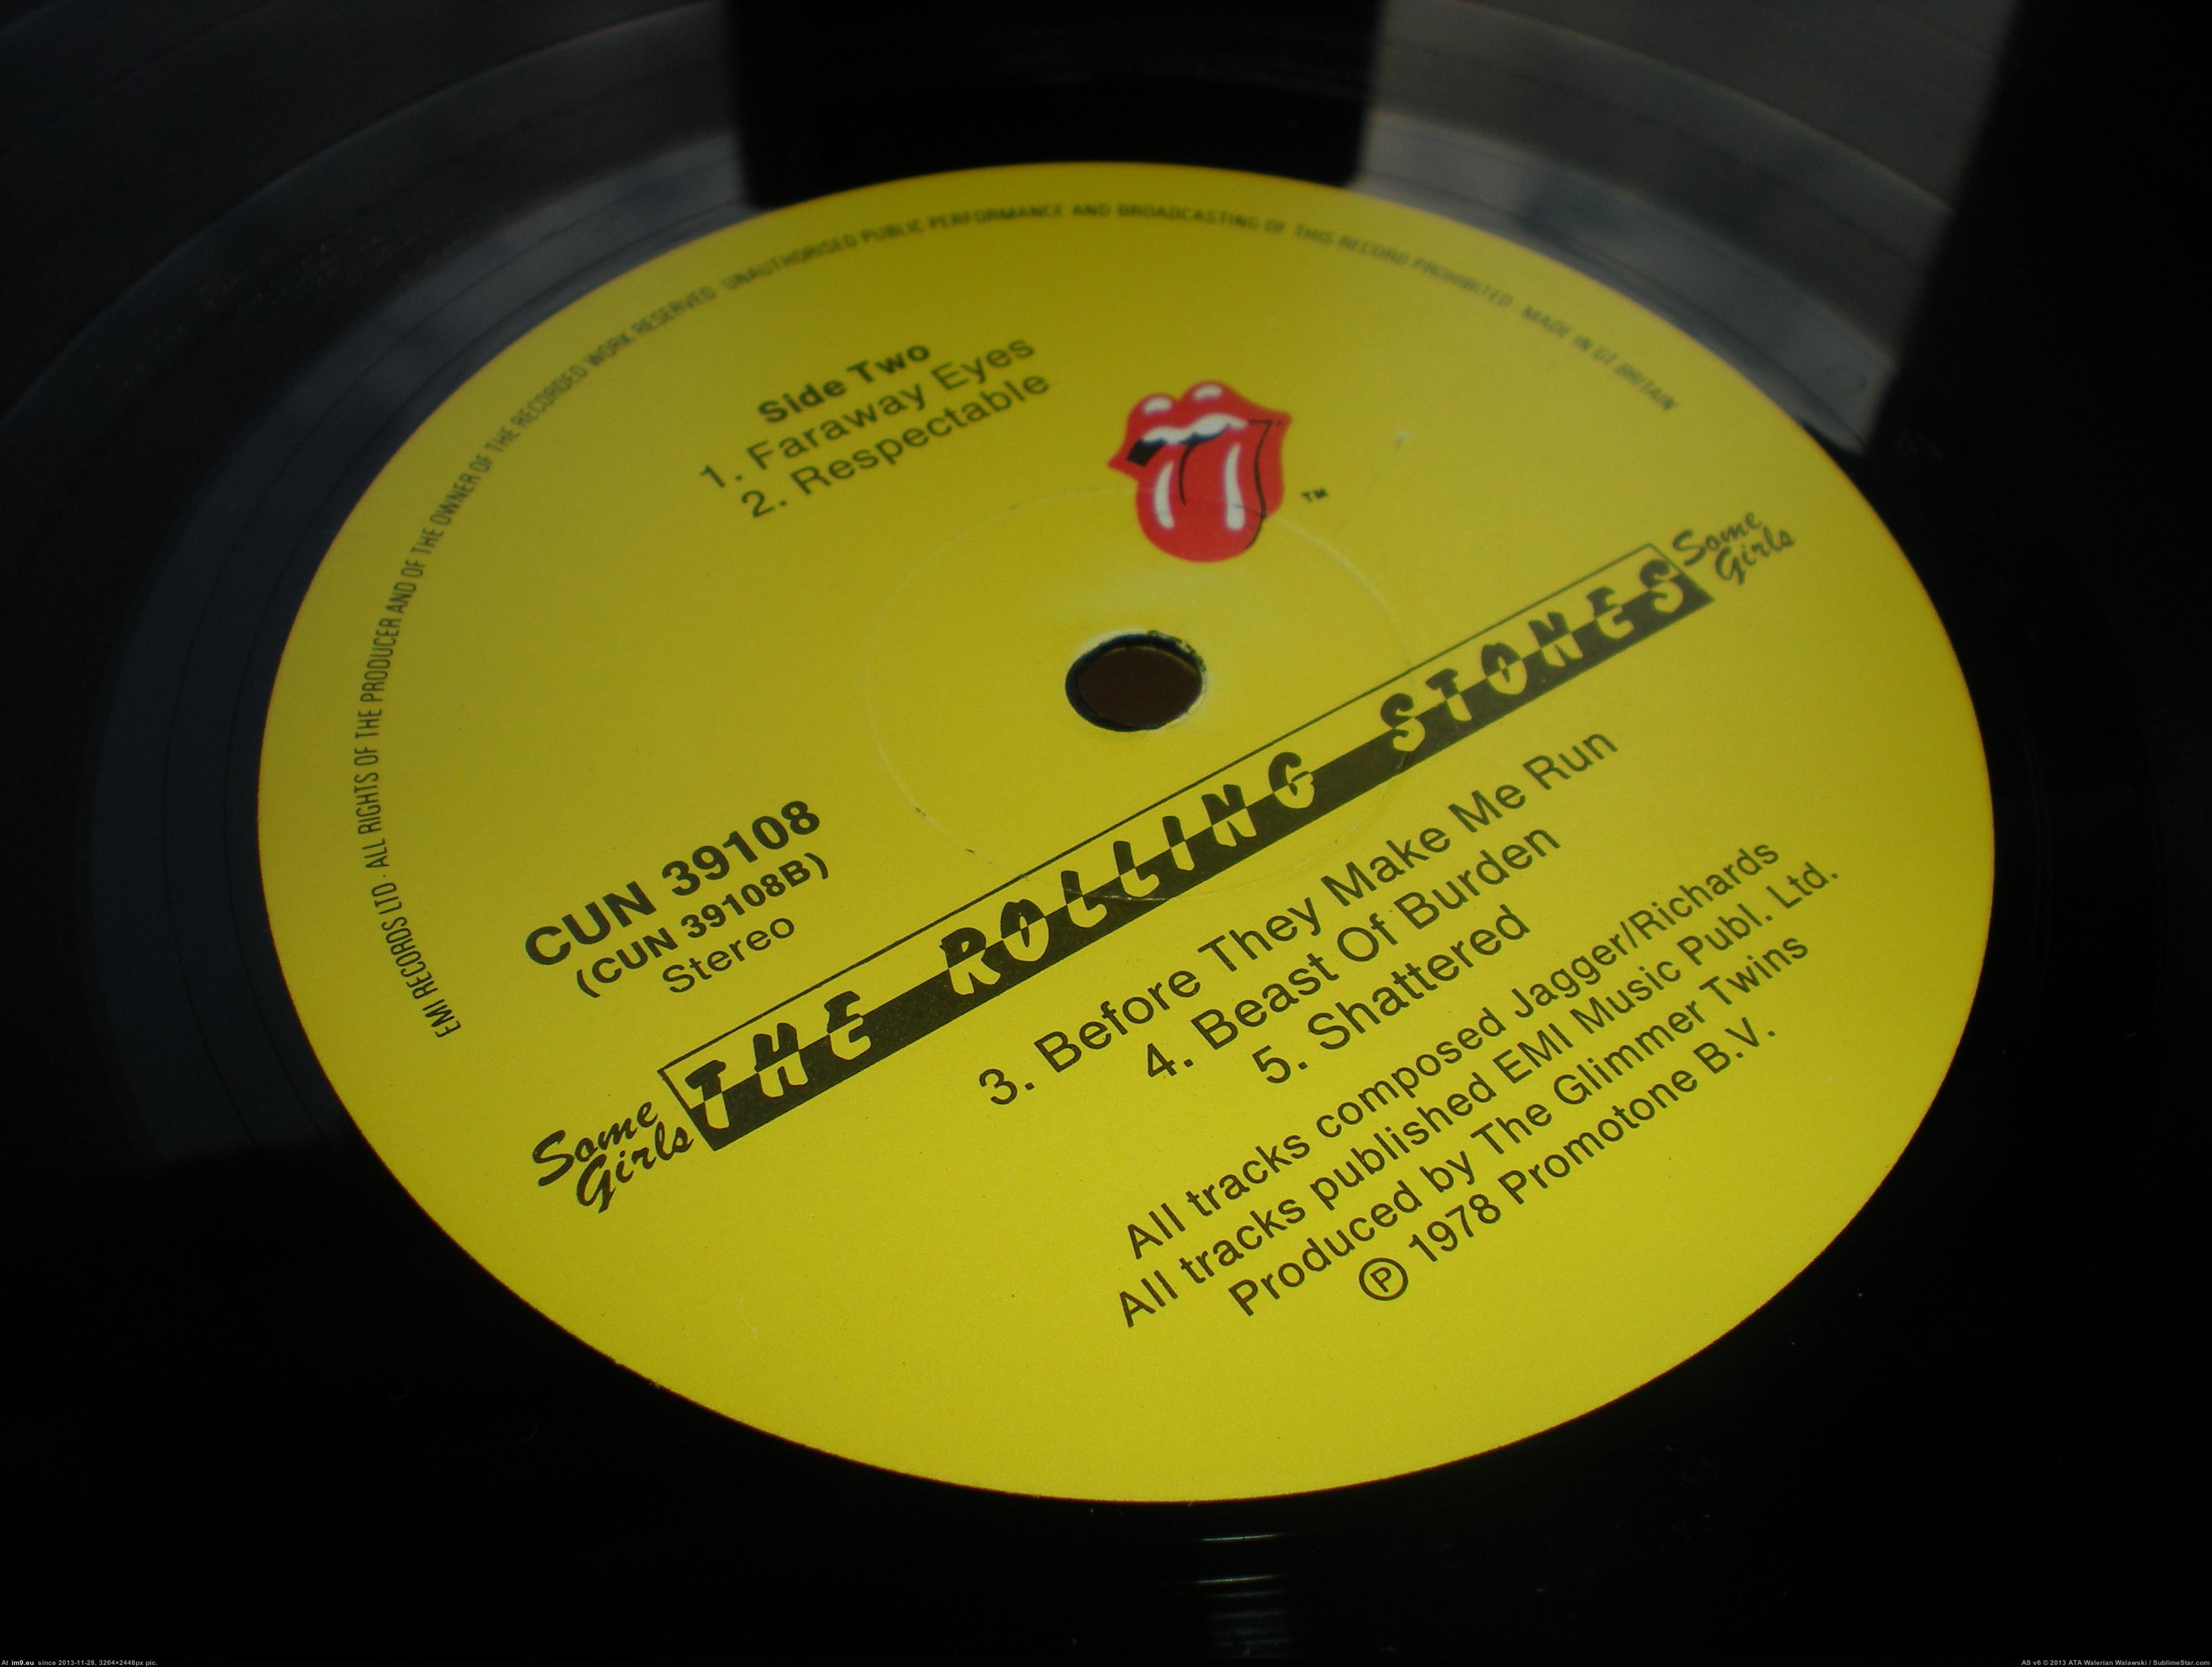 EMI RECORDS LTD · ALL RIGHTS OF THE PRODUCER AND OF THE OWNER OF THE RECORDED WORK RESERVED UNAUTHORISED PUBLIC PERFORMANCE AND BROADCASTING OF THIS RECORD PROHIBITED · MADE IN GT BRITAIN
Side Two
1. Faraway Eyes
2. Respectable
TM
CUN 39108
(CUN 39108B)
Stereo
Some Girls
THE ROLLING STONES
Some Girls
3. Before They Make Me Run
4. Beast Of Burden
5. Shattered
All tracks composed Jagger/Richards
All tracks published EMI Music Publ. Ltd.
Produced by The Glimmer Twins
Ⓟ 1978 Promotone B.V.
At im9.eu since 2013-11-28, 3264×2448px pic.
AS v6 © 2013 ATA Walerian Walawski / SublimeStar.com